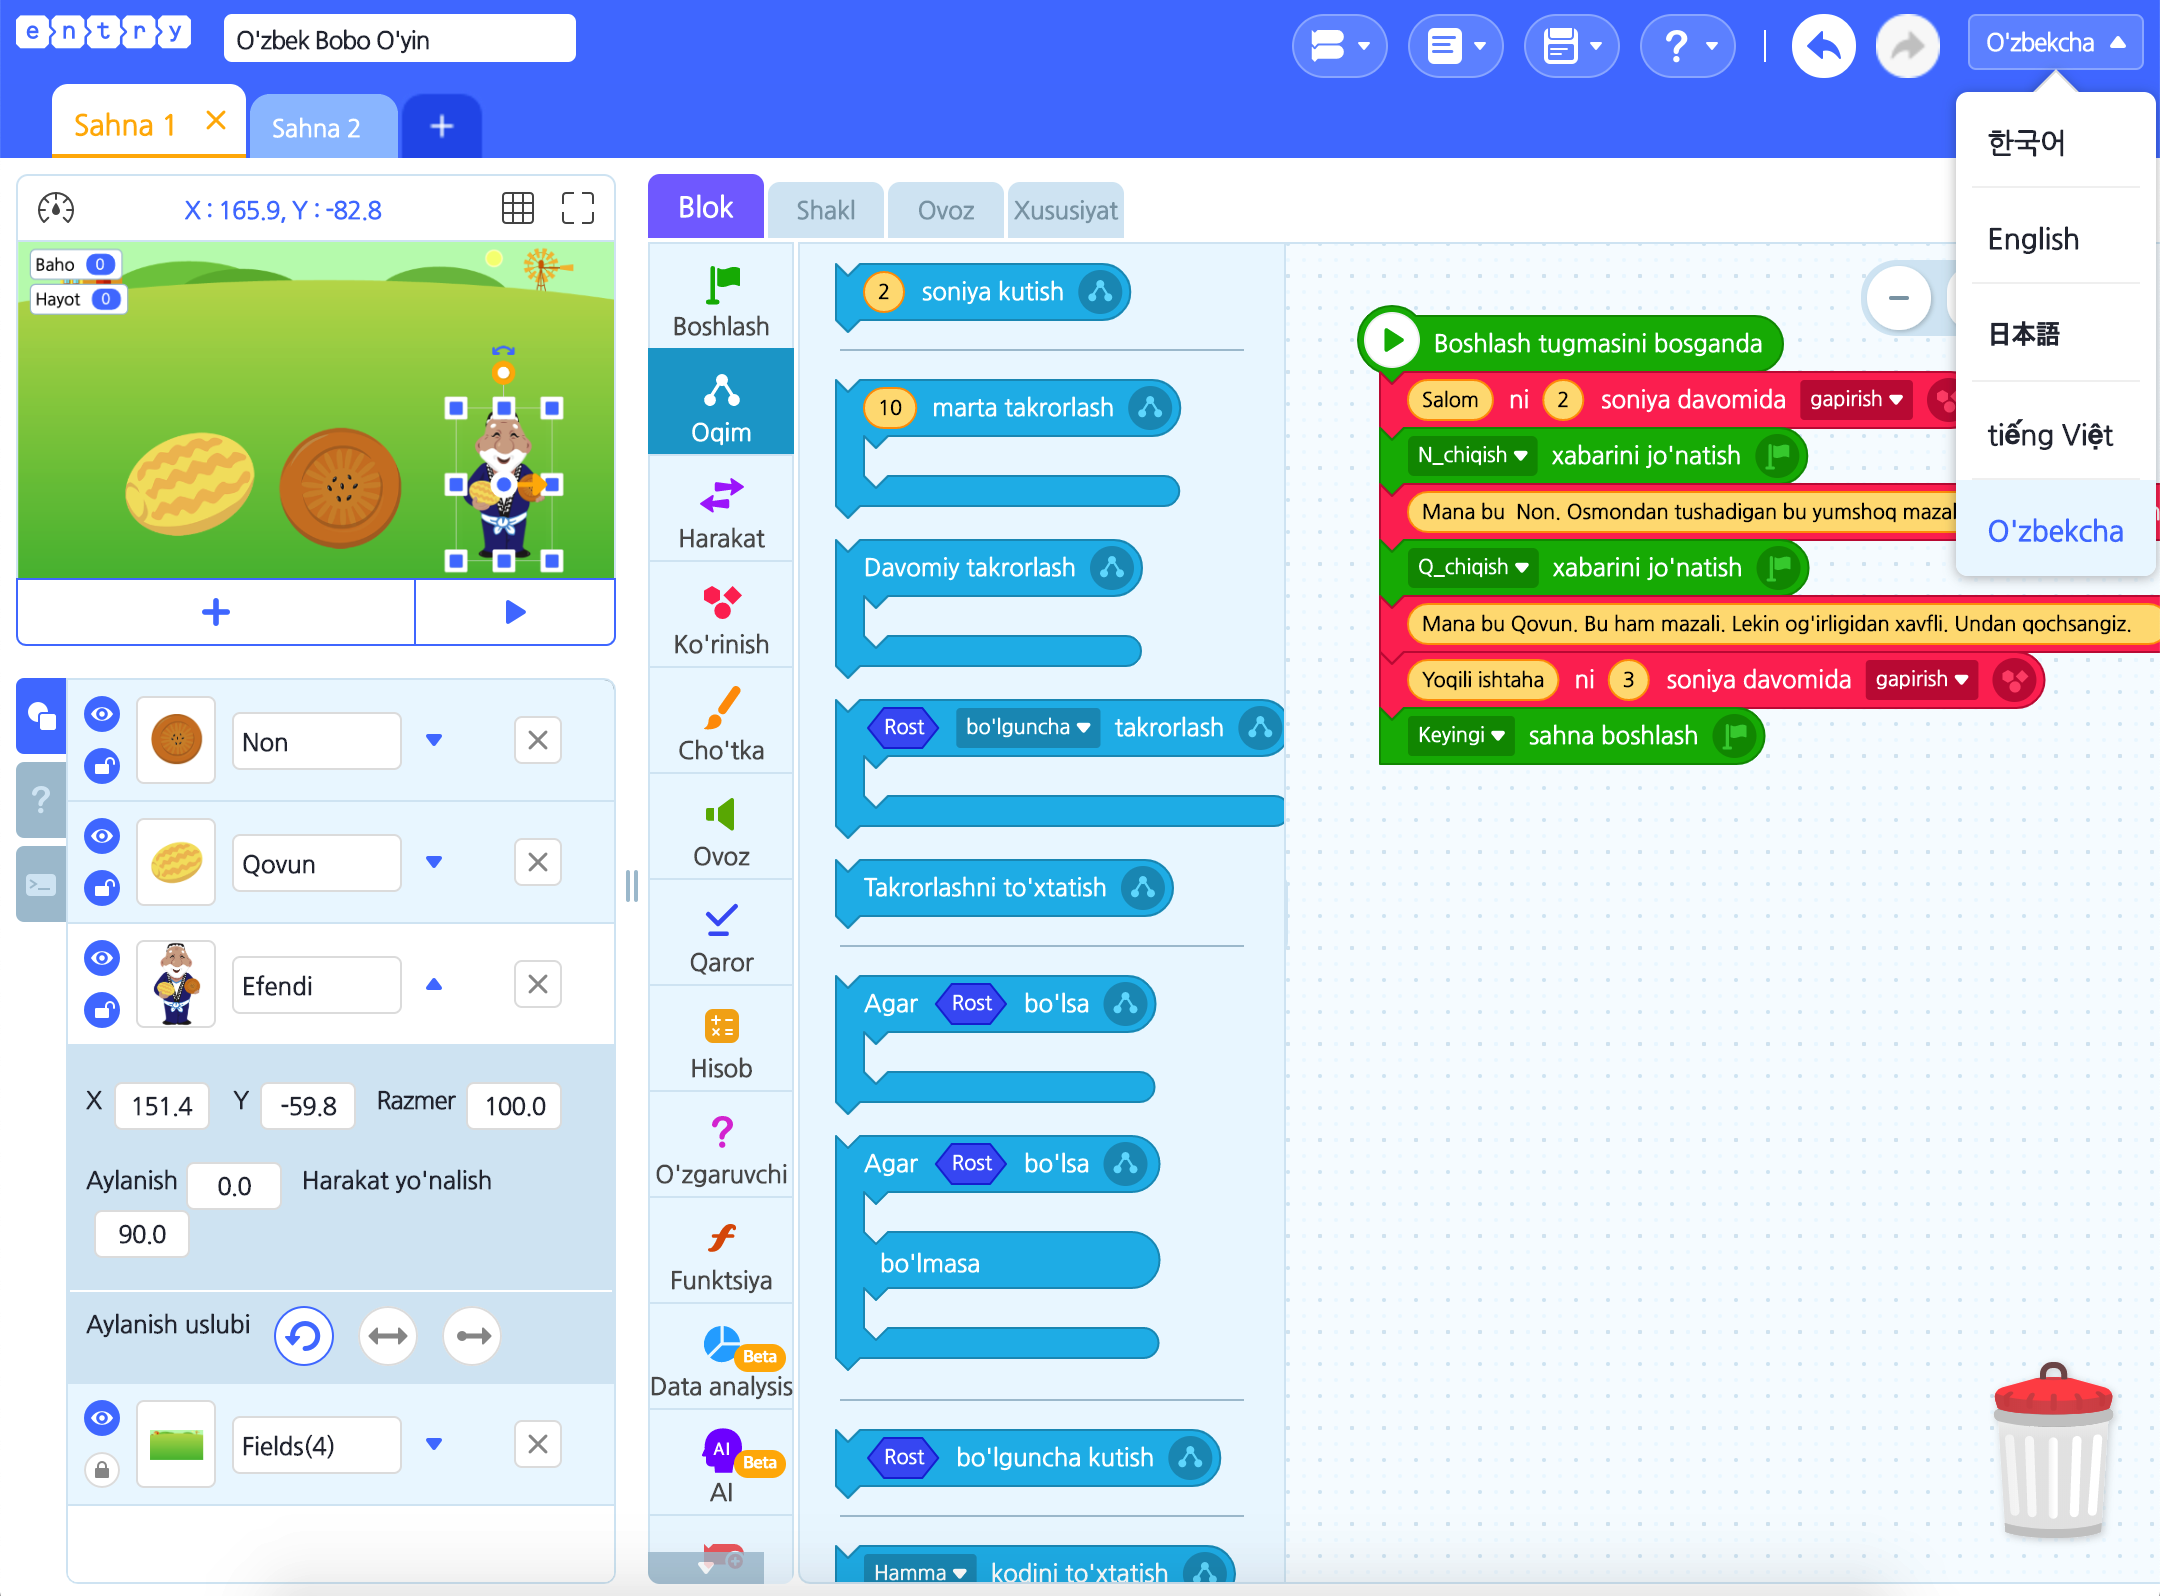 entry
O'zbek Bobo O'yin
?
O'zbekcha
Sahna 1
Sahna 2
+
한국어
English
日本語
tiếng Việt
O'zbekcha
X : 165.9, Y : -82.8
Baho 0
Hayot 0
Non
Qovun
Efendi
X 151.4 Y -59.8 Razmer 100.0
Aylanish 0.0 Harakat yo'nalish
90.0
Aylanish uslubi
Fields(4)
?
>_
Blok
Shakl
Ovoz
Xususiyat
Boshlash
Oqim
Harakat
Ko'rinish
Cho'tka
Ovoz
Qaror
Hisob
?
O'zgaruvchi
Funktsiya
Beta
Data analysis
AI
Beta
AI
2 soniya kutish
10 marta takrorlash
Davomiy takrorlash
Rost bo'lguncha takrorlash
Takrorlashni to'xtatish
Agar Rost bo'lsa
Agar Rost bo'lsa
bo'lmasa
Rost bo'lguncha kutish
Hamma kodini to'xtatish
Boshlash tugmasini bosganda
Salom ni 2 soniya davomida gapirish
N_chiqish xabarini jo'natish
Mana bu Non. Osmondan tushadigan bu yumshoq
Q_chiqish xabarini jo'natish
Mana bu Qovun. Bu ham mazali. Lekin og'irligidan xavfli. Undan qochsangiz.
Yoqili ishtaha ni 3 soniya davomida gapirish
Keyingi sahna boshlash